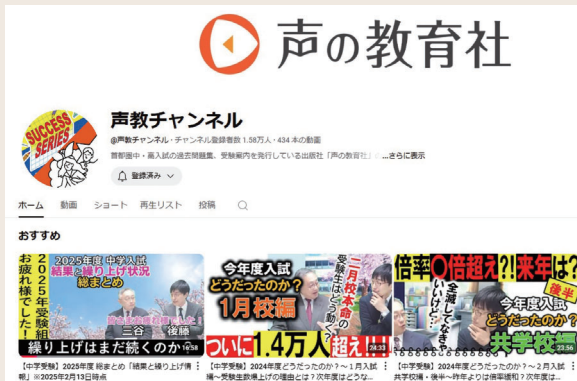 声の教育社
SUCCESS
SERIES
声教チャンネル
@声教チャンネル・チャンネル登録者数 1.58万人・434 本の動画
首都圏中・高入試の過去問題集、受験案内を発行している出版社「声の教育社」 ...さらに表示
登録済み
ホーム 動画 ショート 再生リスト 投稿
おすすめ
2025年受験組
お疲れ様でした!
2025年度 中学入試
結果と繰り上げ状況
総まとめ
三谷 後藤
繰り上げはまだ続くのか
16:58
【中学受験】2025年度 総まとめ「結果と繰り上げ情
報」※2025年2月13日時点
今年度入試
どうだったのか?
1月校編
二月校本命の
受験生はどう動く?
ついに1.4万人超え!!
24:33
【中学受験】2024年度どうだったのか?~1月入試
編~受験生数爆上げの理由とは?次年度はどうな...
倍率〇倍超え?!来年は?
全滅してなきゃ
いいけど…
後半
今年度入試
どうだったのか?
共学校編
23:56
【中学受験】2024年度どうだったのか?~2月入試
共学校編・後半~昨年よりは倍率緩和?次年度は...